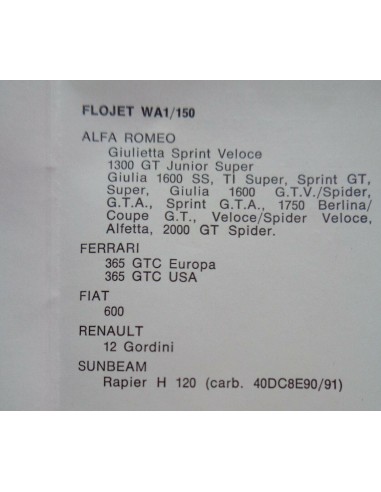 FLOJET WA1/150
ALFA ROMEO
Giulietta Sprint Veloce
1300 GT Junior Super
Giulia 1600 SS, TI Super, Sprint GT,
Super, Giulia 1600 G.T.V./Spider,
G.T.A., Sprint G.T.A., 1750 Berlina/
Coupe G.T., Veloce/Spider Veloce,
Alfetta, 2000 GT Spider.
FERRARI
365 GTC Europa
365 GTC USA
FIAT
600
RENAULT
12 Gordini
SUNBEAM
Rapier H 120 (carb. 40DC8E90/91)